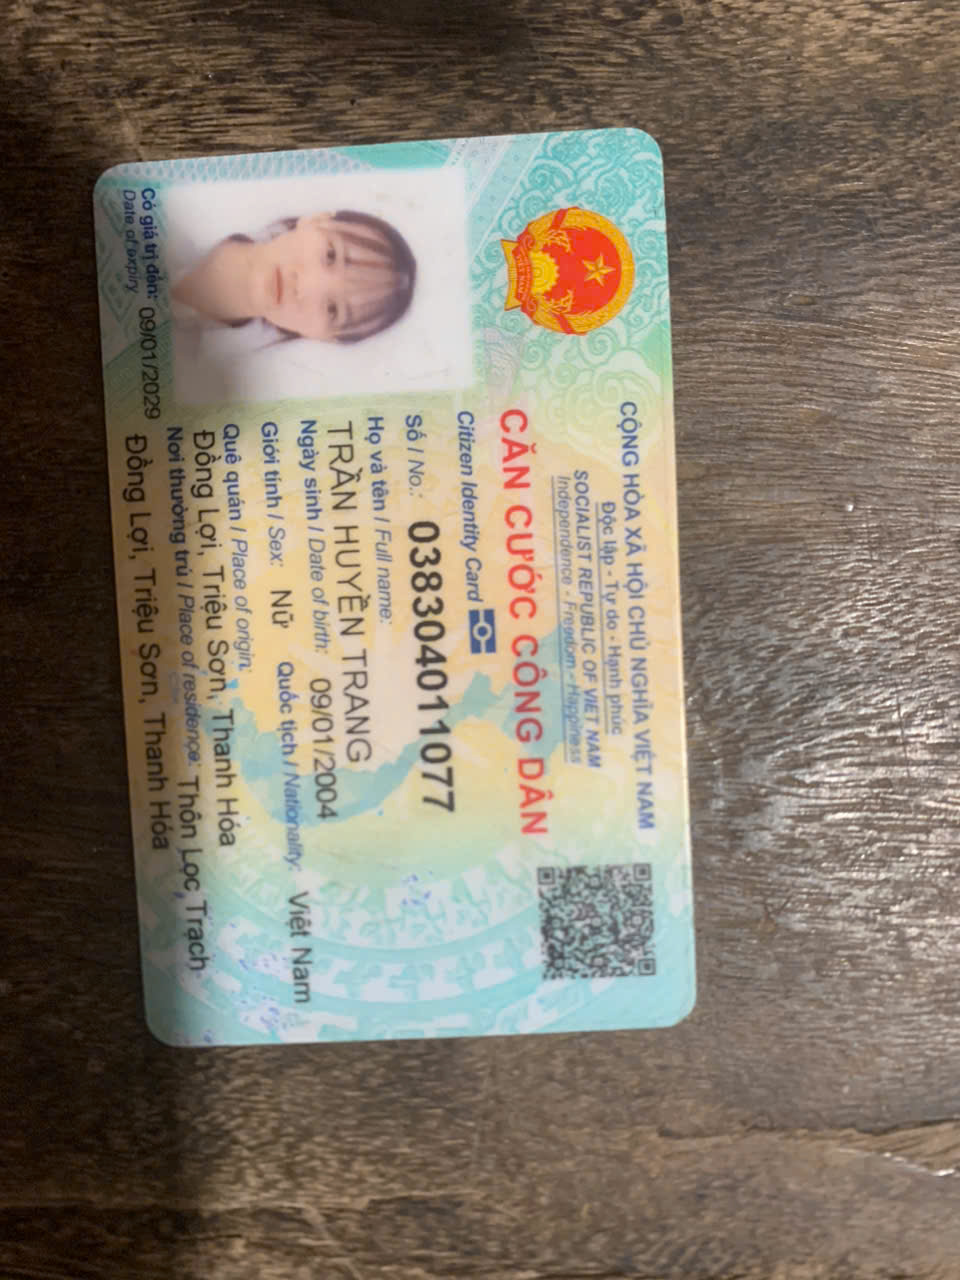 CỘNG HÒA XÃ HỘI CHỦ NGHĨA VIỆT NAM
Độc lập - Tự do - Hạnh phúc
SOCIALIST REPUBLIC OF VIET NAM
Independence - Freedom - Happiness
CĂN CƯỚC CÔNG DÂN
Citizen Identity Card
Số / No.: 038304011077
Họ và tên / Full name:
TRẦN HUYỀN TRANG
Ngày sinh / Date of birth: 09/01/2004
Giới tính / Sex: Nữ Quốc tịch / Nationality: Việt Nam
Quê quán / Place of origin:
Đồng Lợi, Triệu Sơn, Thanh Hóa
Nơi thường trú / Place of residence: Thôn Lọc Trạch
Đồng Lợi, Triệu Sơn, Thanh Hóa
Có giá trị đến: 09/01/2029
Date of expiry